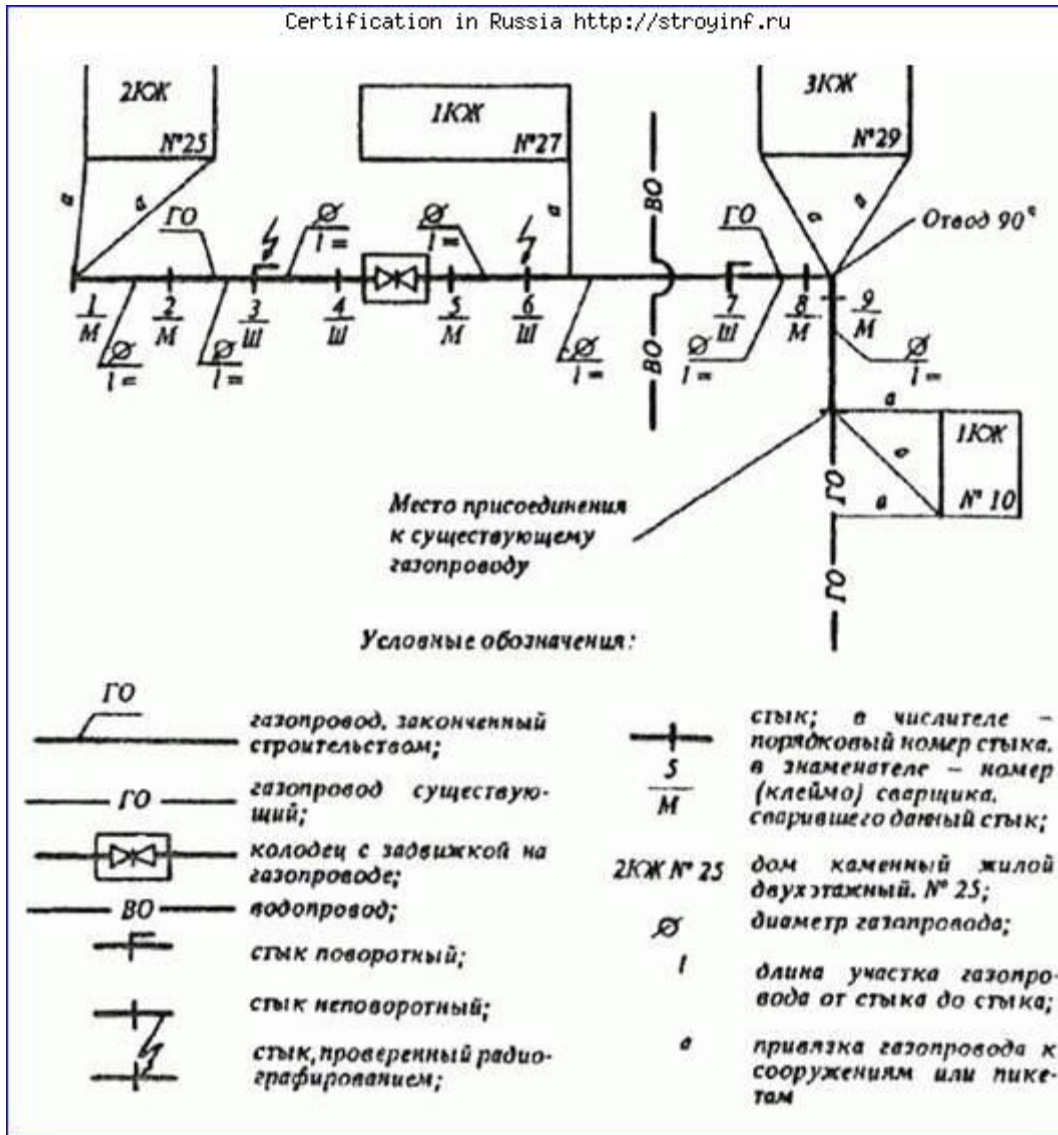 Certification in Russia http://stroyinf.ru
2КЖ
№25
1КЖ
№27
3КЖ
№29
ВО
ВО
а
а
ГО
Ø
l =
Ø
l =
а
ГО
а
а
Отвод 90°
1
М
2
М
3
Ш
4
Ш
5
М
6
Ш
7
Ш
8
М
9
М
Ø
l =
Ø
l =
Ø
l =
Ø
l =
Ø
l =
а
а
а
1КЖ
№ 10
Место присоединения
к существующему
газопроводу
ГО
ГО
Условные обозначения:
ГО
газопровод, законченный
строительством;
ГО
газопровод существую-
щий;
колодец с задвижкой на
газопроводе;
ВО
водопровод;
стык поворотный;
стык неповоротный;
стык, проверенный радио-
графированием;
5
М
стык; в числителе –
порядковый номер стыка,
в знаменателе – номер
(клеймо) сварщика,
сварившего данный стык;
2КЖ № 25
дом каменный жилой
двухэтажный, № 25;
Ø
диаметр газопровода;
l
длина участка газопро-
вода от стыка до стыка;
а
привязка газопровода к
сооружениям или пике-
там